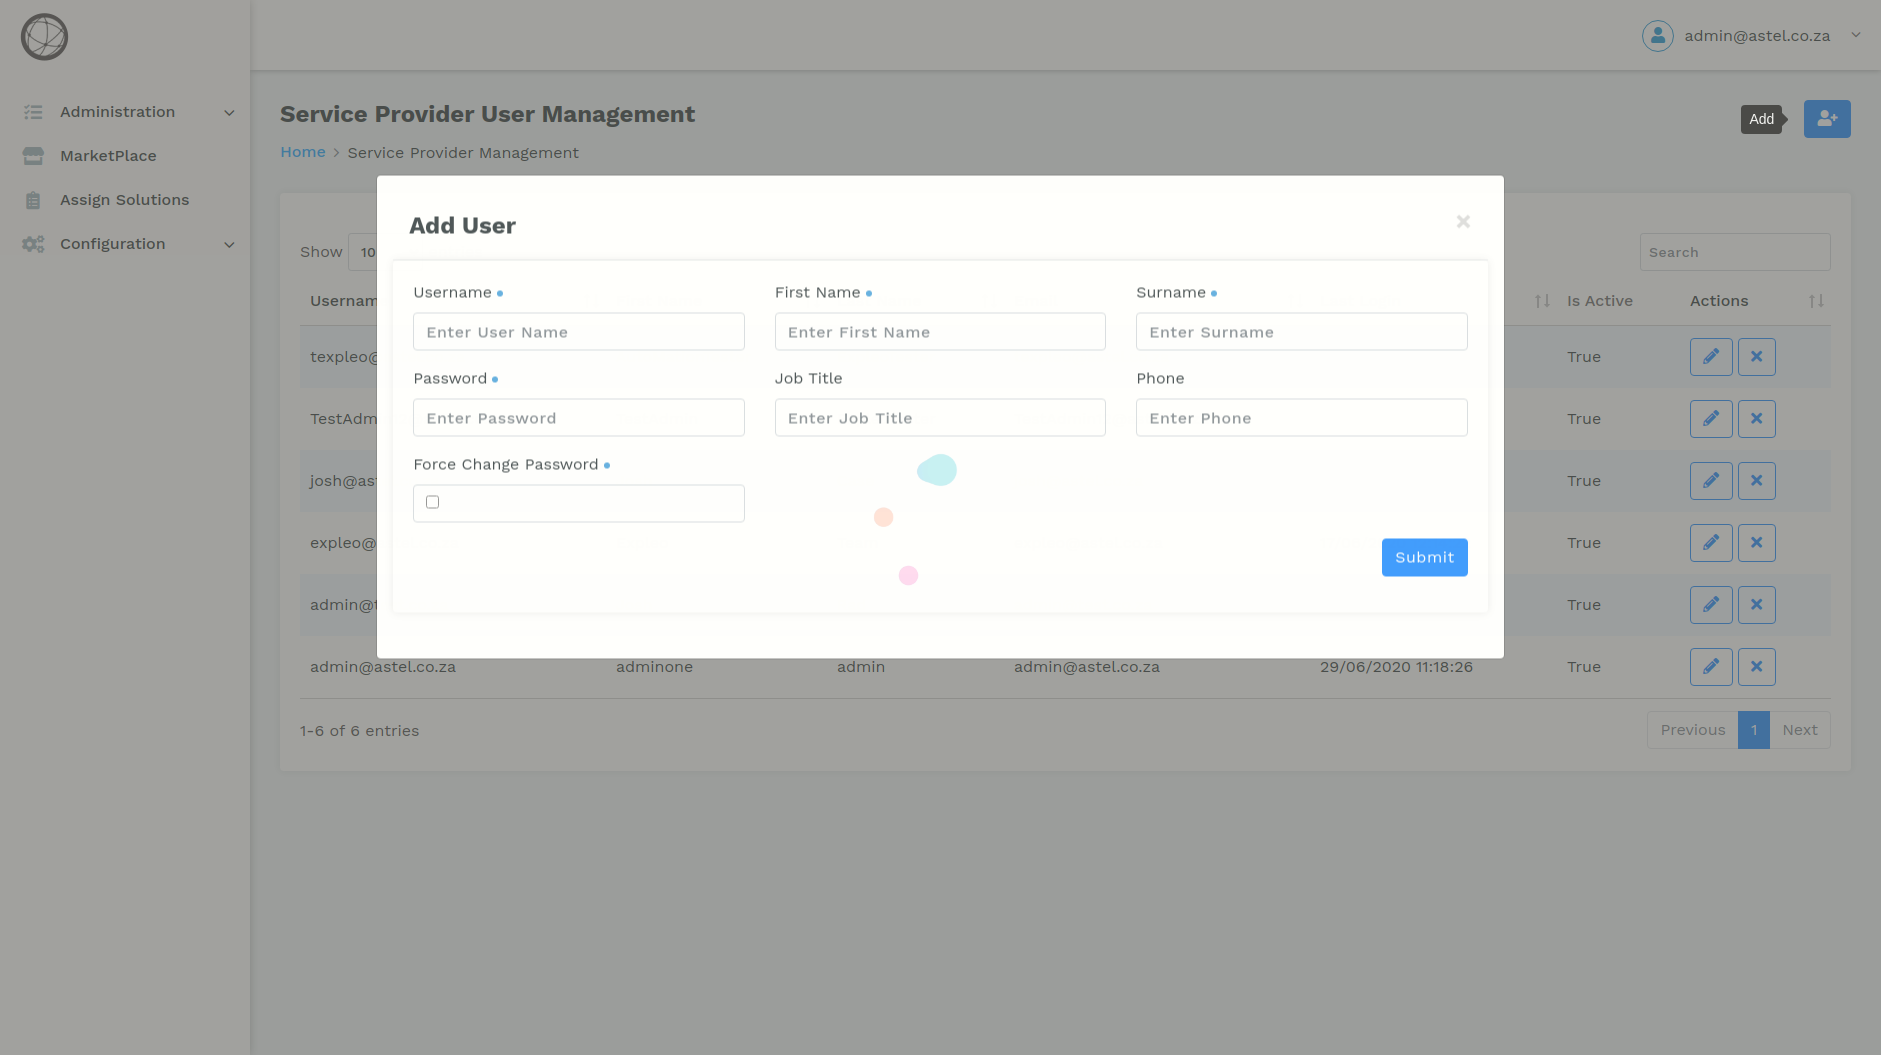 admin@astel.co.za
Administration
MarketPlace
Assign Solutions
Configuration
Service Provider User Management
Home > Service Provider Management
Add
Add User
×
Show 10
Search
Usernam
Is Active
Actions
Username
First Name
Surname
Enter User Name
Enter First Name
Enter Surname
Password
Job Title
Phone
Enter Password
Enter Job Title
Enter Phone
Force Change Password
Submit
texpleo@
True
TestAdm
True
josh@as
True
expleo@
True
admin@t
True
admin@astel.co.za adminone admin admin@astel.co.za 29/06/2020 11:18:26 True
1-6 of 6 entries
Previous 1 Next